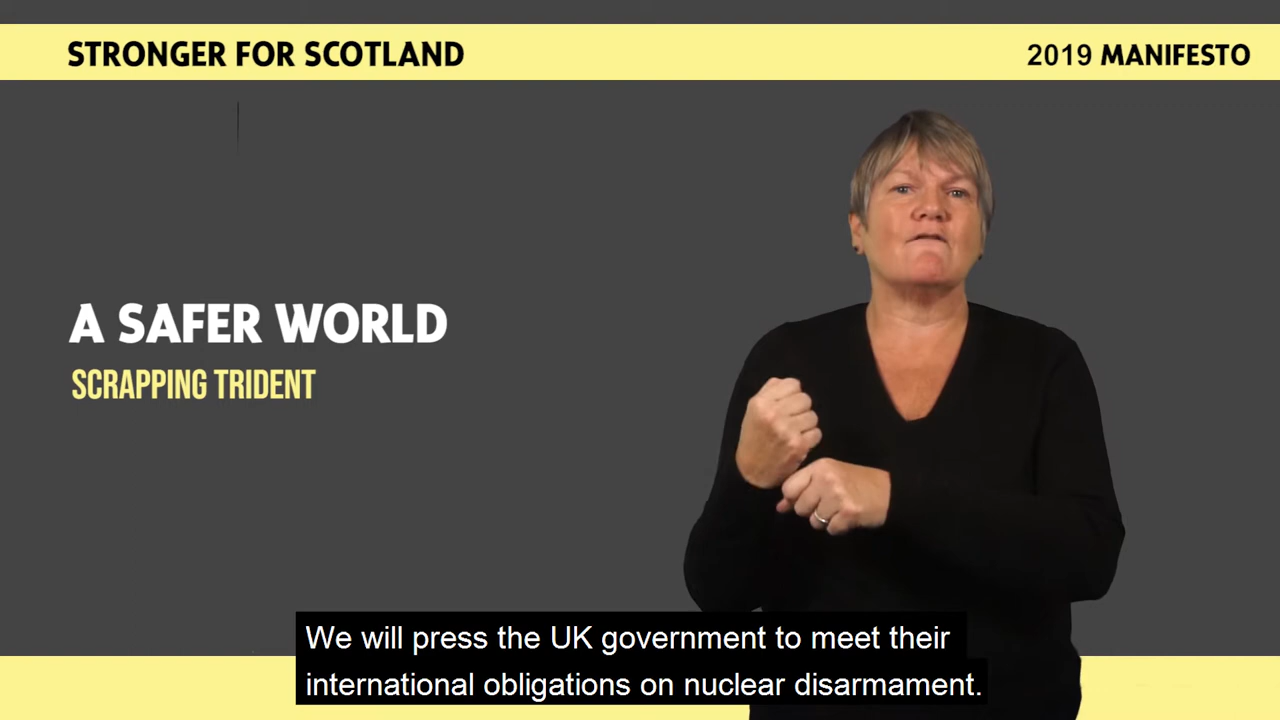 STRONGER FOR SCOTLAND
2019 MANIFESTO
A SAFER WORLD
SCRAPPING TRIDENT
We will press the UK government to meet their
international obligations on nuclear disarmament.